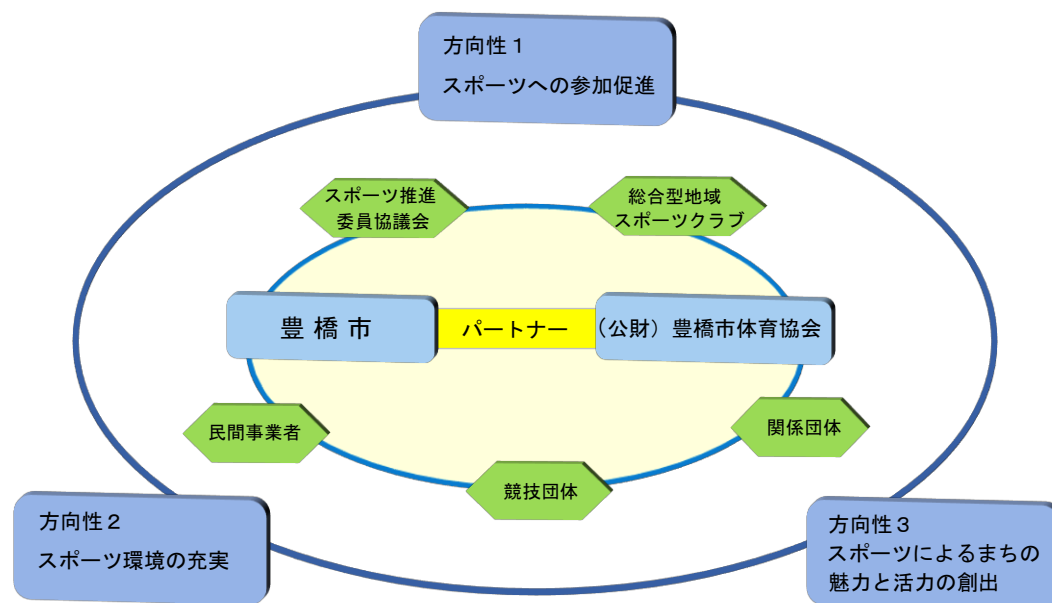 方向性１
スポーツへの参加促進
スポーツ推進
委員協議会
総合型地域
スポーツクラブ
豊橋市
パートナー
（公財）豊橋市体育協会
民間事業者
関係団体
競技団体
方向性２
スポーツ環境の充実
方向性３
スポーツによるまちの
魅力と活力の創出